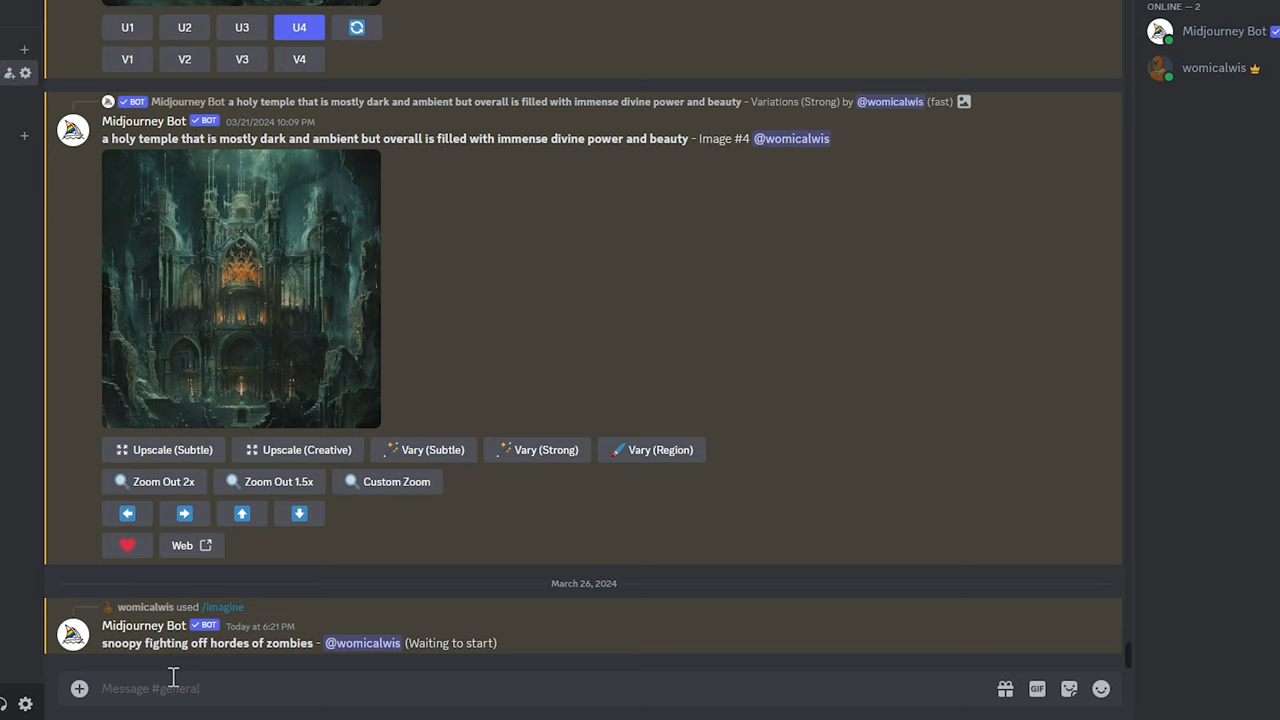 ONLINE — 2
Midjourney Bot
womicalwis
U1 U2 U3 U4
V1 V2 V3 V4
BOT Midjourney Bot a holy temple that is mostly dark and ambient but overall is filled with immense divine power and beauty - Variations (Strong) by @womicalwis (fast)
Midjourney Bot BOT 03/21/2024 10:09 PM
a holy temple that is mostly dark and ambient but overall is filled with immense divine power and beauty - Image #4 @womicalwis
Upscale (Subtle) Upscale (Creative) Vary (Subtle) Vary (Strong) Vary (Region)
Zoom Out 2x Zoom Out 1.5x Custom Zoom
Web
March 26, 2024
womicalwis used /imagine
Midjourney Bot BOT Today at 6:21 PM
snoopy fighting off hordes of zombies - @womicalwis (Waiting to start)
Message #general GIF